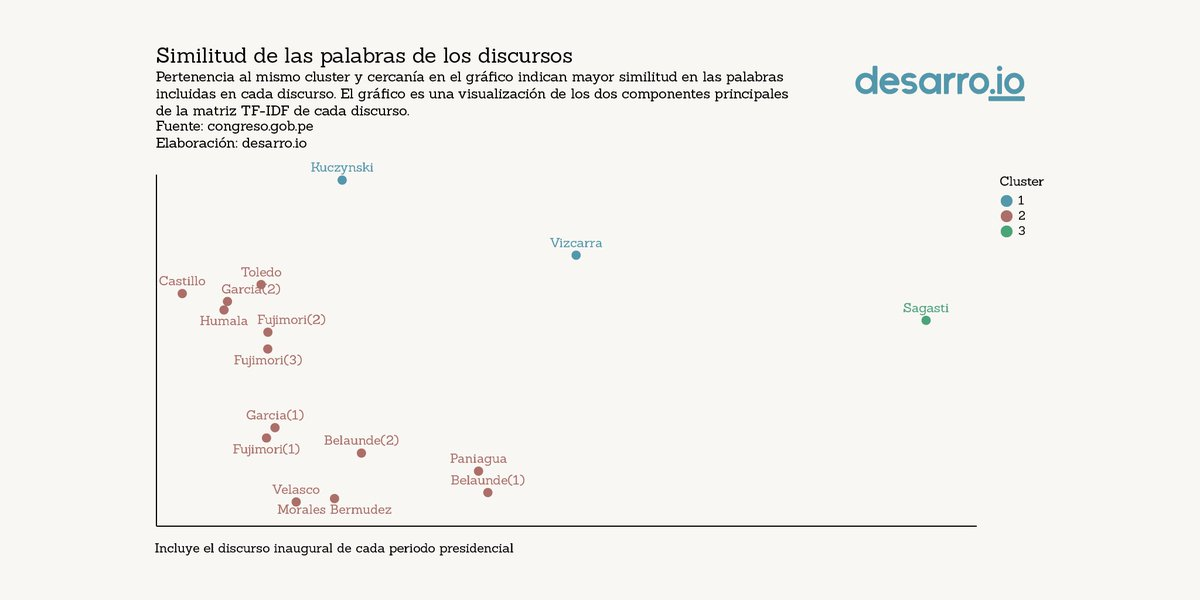 Similitud de las palabras de los discursos
Pertenencia al mismo cluster y cercanía en el gráfico indican mayor similitud en las palabras
incluidas en cada discurso. El gráfico es una visualización de los dos componentes principales
de la matriz TF-IDF de cada discurso.
Fuente: congreso.gob.pe
Elaboración: desarro.io
desarro.io
Kuczynski
Cluster
1
2
3
Vizcarra
Toledo
Castillo
Garcia(2)
Sagasti
Humala
Fujimori(2)
Fujimori(3)
Garcia(1)
Fujimori(1)
Belaunde(2)
Paniagua
Belaunde(1)
Velasco
Morales Bermudez
Incluye el discurso inaugural de cada periodo presidencial